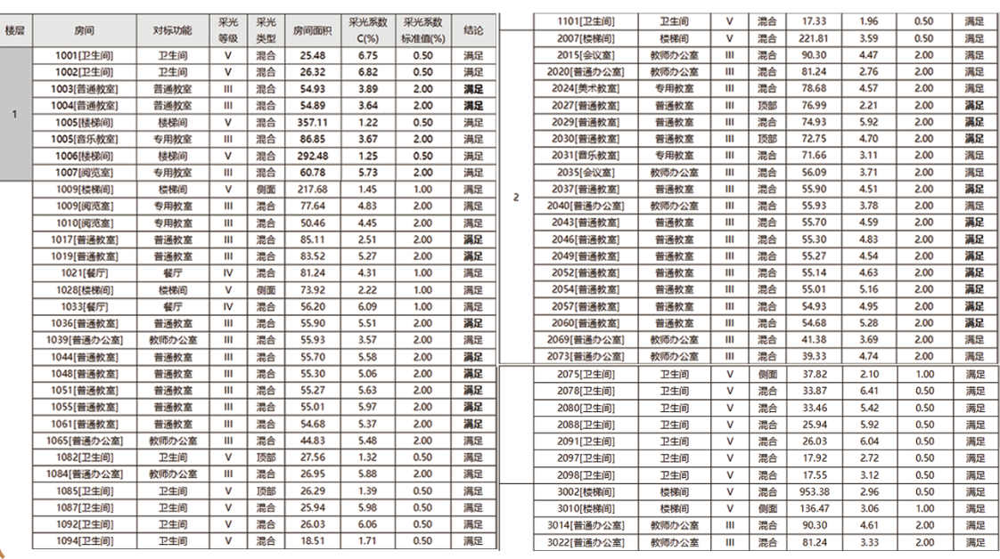 楼层 房间 对标功能 采光等级 采光类型 房间面积 采光系数C(%) 采光系数标准值(%) 结论
1
1001[卫生间] 卫生间 V 混合 25.48 6.75 0.50 满足
1002[卫生间] 卫生间 V 混合 26.32 6.82 0.50 满足
1003[普通教室] 普通教室 III 混合 54.93 3.89 2.00 满足
1004[普通教室] 普通教室 III 混合 54.89 3.64 2.00 满足
1005[楼梯间] 楼梯间 V 混合 357.11 1.22 0.50 满足
1005[音乐教室] 专用教室 III 混合 86.85 3.67 2.00 满足
1006[楼梯间] 楼梯间 V 混合 292.48 1.25 0.50 满足
1007[阅览室] 专用教室 III 混合 60.78 5.73 2.00 满足
1009[楼梯间] 楼梯间 V 侧面 217.68 1.45 1.00 满足
1009[阅览室] 专用教室 III 混合 77.64 4.83 2.00 满足
1010[阅览室] 专用教室 III 混合 50.46 4.45 2.00 满足
1017[普通教室] 普通教室 III 混合 85.11 2.51 2.00 满足
1019[普通教室] 普通教室 III 混合 83.52 5.27 2.00 满足
1021[餐厅] 餐厅 IV 混合 81.24 4.31 1.00 满足
1028[楼梯间] 楼梯间 V 侧面 73.92 2.22 1.00 满足
1033[餐厅] 餐厅 IV 混合 56.20 6.09 1.00 满足
1036[普通教室] 普通教室 III 混合 55.90 5.51 2.00 满足
1039[普通办公室] 教师办公室 III 混合 55.93 3.57 2.00 满足
1044[普通教室] 普通教室 III 混合 55.70 5.58 2.00 满足
1048[普通教室] 普通教室 III 混合 55.30 5.06 2.00 满足
1051[普通教室] 普通教室 III 混合 55.27 5.63 2.00 满足
1055[普通教室] 普通教室 III 混合 55.01 5.97 2.00 满足
1061[普通教室] 普通教室 III 混合 54.68 5.37 2.00 满足
1065[普通办公室] 教师办公室 III 混合 44.83 5.48 2.00 满足
1082[卫生间] 卫生间 V 顶部 27.56 1.32 0.50 满足
1084[普通办公室] 教师办公室 III 混合 26.95 5.88 2.00 满足
1085[卫生间] 卫生间 V 顶部 26.29 1.39 0.50 满足
1087[卫生间] 卫生间 V 混合 25.94 5.98 0.50 满足
1092[卫生间] 卫生间 V 混合 26.03 6.06 0.50 满足
1094[卫生间] 卫生间 V 混合 18.51 1.71 0.50 满足
1101[卫生间] 卫生间 V 混合 17.33 1.96 0.50 满足
2
2007[楼梯间] 楼梯间 V 混合 221.81 3.59 0.50 满足
2015[会议室] 教师办公室 III 混合 90.30 4.47 2.00 满足
2020[普通办公室] 教师办公室 III 混合 81.24 2.76 2.00 满足
2024[美术教室] 专用教室 III 混合 78.68 4.57 2.00 满足
2027[普通教室] 普通教室 III 顶部 76.99 2.21 2.00 满足
2029[普通教室] 普通教室 III 混合 74.93 5.92 2.00 满足
2030[普通教室] 普通教室 III 顶部 72.75 4.70 2.00 满足
2031[音乐教室] 专用教室 III 混合 71.66 3.11 2.00 满足
2035[会议室] 教师办公室 III 混合 56.09 3.71 2.00 满足
2037[普通教室] 普通教室 III 混合 55.90 4.51 2.00 满足
2040[普通办公室] 教师办公室 III 混合 55.93 3.78 2.00 满足
2043[普通教室] 普通教室 III 混合 55.70 4.59 2.00 满足
2046[普通教室] 普通教室 III 混合 55.30 4.83 2.00 满足
2049[普通教室] 普通教室 III 混合 55.27 4.54 2.00 满足
2052[普通教室] 普通教室 III 混合 55.14 4.63 2.00 满足
2054[普通教室] 普通教室 III 混合 55.01 5.16 2.00 满足
2057[普通教室] 普通教室 III 混合 54.93 4.95 2.00 满足
2060[普通教室] 普通教室 III 混合 54.68 5.28 2.00 满足
2069[普通办公室] 教师办公室 III 混合 41.38 3.69 2.00 满足
2073[普通办公室] 教师办公室 III 混合 39.33 4.74 2.00 满足
2075[卫生间] 卫生间 V 侧面 37.82 2.10 1.00 满足
2078[卫生间] 卫生间 V 混合 33.87 6.41 0.50 满足
2080[卫生间] 卫生间 V 混合 33.46 5.42 0.50 满足
2088[卫生间] 卫生间 V 混合 25.94 5.92 0.50 满足
2091[卫生间] 卫生间 V 混合 26.03 6.04 0.50 满足
2097[卫生间] 卫生间 V 混合 17.92 2.72 0.50 满足
2098[卫生间] 卫生间 V 混合 17.55 3.12 0.50 满足
3002[楼梯间] 楼梯间 V 混合 953.38 2.96 0.50 满足
3010[楼梯间] 楼梯间 V 侧面 136.47 3.06 1.00 满足
3014[普通办公室] 教师办公室 III 混合 90.30 4.61 2.00 满足
3022[普通办公室] 教师办公室 III 混合 81.24 3.33 2.00 满足